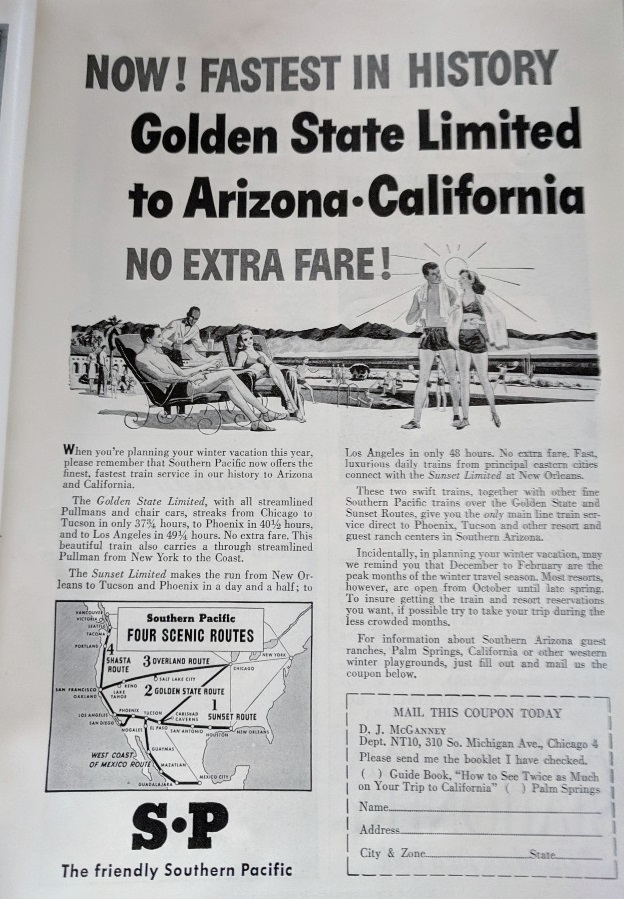 NOW! FASTEST IN HISTORY
Golden State Limited
to Arizona·California
NO EXTRA FARE!
When you're planning your winter vacation this year,
please remember that Southern Pacific now offers the
finest, fastest train service in our history to Arizona
and California.
The Golden State Limited, with all streamlined
Pullmans and chair cars, streaks from Chicago to
Tucson in only 37¾ hours, to Phoenix in 40½ hours,
and to Los Angeles in 49¾ hours. No extra fare. This
beautiful train also carries a through streamlined
Pullman from New York to the Coast.
The Sunset Limited makes the run from New Or-
leans to Tucson and Phoenix in a day and a half; to
Los Angeles in only 48 hours. No extra fare. Fast,
luxurious daily trains from principal eastern cities
connect with the Sunset Limited at New Orleans.
These two swift trains, together with other fine
Southern Pacific trains over the Golden State and
Sunset Routes, give you the only main line train ser-
vice direct to Phoenix, Tucson and other resort and
guest ranch centers in Southern Arizona.
Incidentally, in planning your winter vacation, may
we remind you that December to February are the
peak months of the winter travel season. Most resorts,
however, are open from October until late spring.
To insure getting the train and resort reservations
you want, if possible try to take your trip during the
less crowded months.
For information about Southern Arizona guest
ranches, Palm Springs, California or other western
winter playgrounds, just fill out and mail us the
coupon below.
Southern Pacific
FOUR SCENIC ROUTES
VANCOUVER
VICTORIA
SEATTLE
TACOMA
PORTLAND
4
SHASTA
ROUTE
3 OVERLAND ROUTE
NEW YORK
CHICAGO
SALT LAKE CITY
RENO
SAN FRANCISCO
OAKLAND
LAKE
TAHOE
2 GOLDEN STATE ROUTE
1
SUNSET ROUTE
LOS ANGELES
SAN DIEGO
PHOENIX
TUCSON
CARLSBAD
CAVERNS
NOGALES
EL PASO
SAN ANTONIO
HOUSTON
NEW ORLEANS
WEST COAST
OF MEXICO ROUTE
GUAYMAS
MAZATLAN
GUADALAJARA
MEXICO CITY
S·P
The friendly Southern Pacific
MAIL THIS COUPON TODAY
D. J. McGANNEY
Dept. NT10, 310 So. Michigan Ave., Chicago 4
Please send me the booklet I have checked.
( ) Guide Book, "How to See Twice as Much
on Your Trip to California" ( ) Palm Springs
Name
Address
City & Zone State